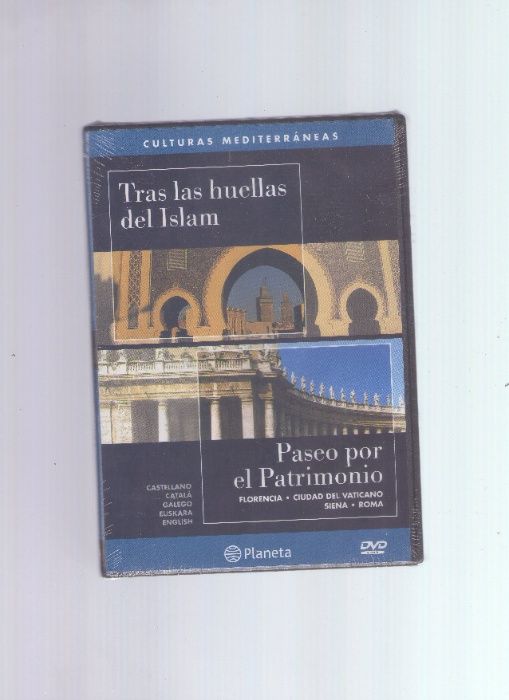 CULTURAS MEDITERRÁNEAS
Tras las huellas
del Islam
Paseo por
el Patrimonio
FLORENCIA • CIUDAD DEL VATICANO
SIENA • ROMA
CASTELLANO
CATALÁ
GALEGO
EUSKARA
ENGLISH
Planeta
DVD